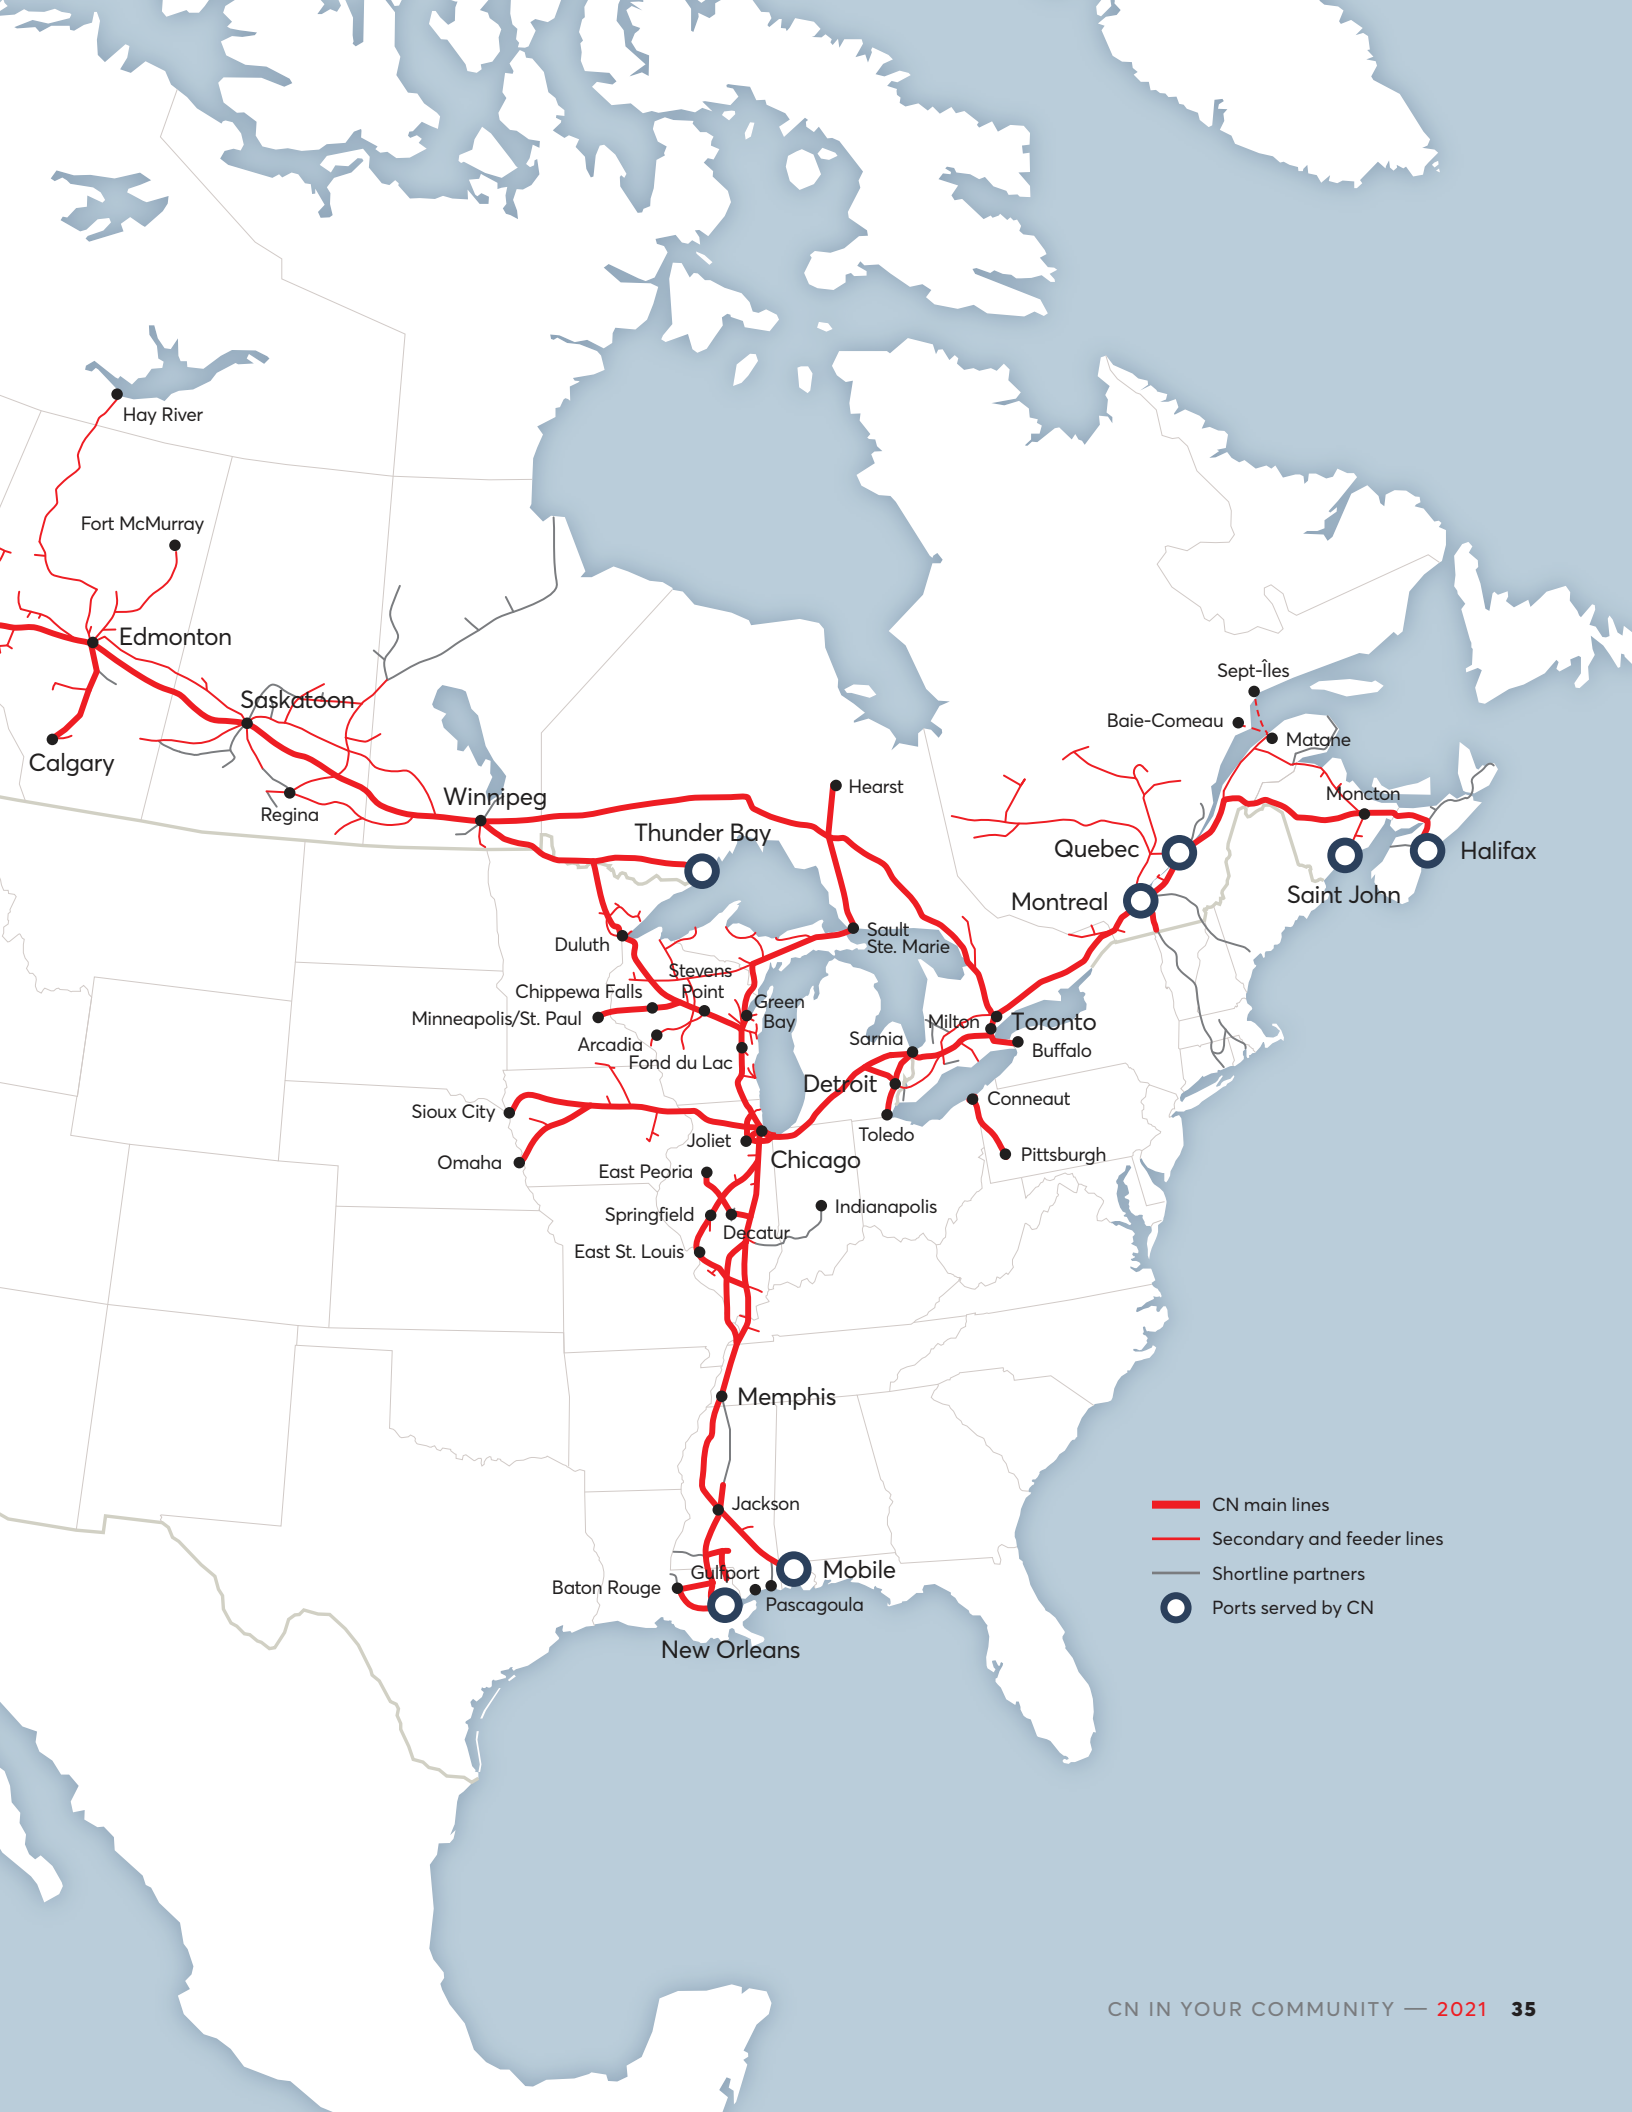 Hay River
Fort McMurray
Edmonton
Sept-Îles
Saskatoon
Baie-Comeau
Matane
Calgary
Hearst
Winnipeg
Moncton
Regina
Thunder Bay
Quebec
Halifax
Saint John
Montreal
Sault
Ste. Marie
Duluth
Stevens
Point
Chippewa Falls
Green
Bay
Minneapolis/St. Paul
Milton
Toronto
Arcadia
Sarnia
Buffalo
Fond du Lac
Detroit
Conneaut
Sioux City
Toledo
Joliet
Pittsburgh
Omaha
Chicago
East Peoria
Indianapolis
Springfield
Decatur
East St. Louis
Memphis
Jackson
CN main lines
Secondary and feeder lines
Gulfport
Mobile
Shortline partners
Baton Rouge
Pascagoula
Ports served by CN
New Orleans
CN IN YOUR COMMUNITY — 2021 35